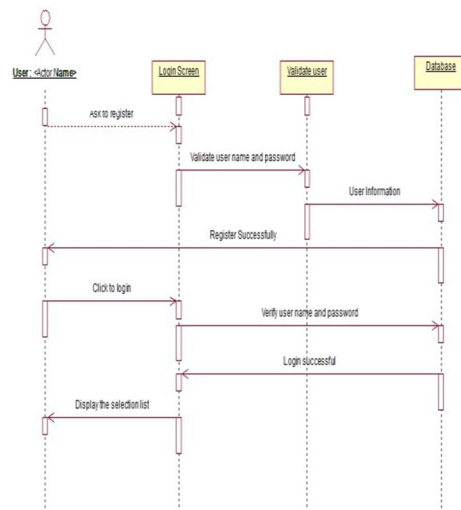 User : <Actor Name>
Login Screen
Validate user
Database
Ask to register
Validate user name and password
User Information
Register Successfully
Click to login
Verify user name and password
Login successful
Display the selection list